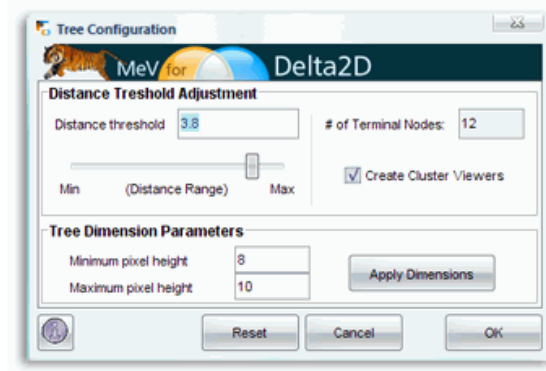 Tree Configuration
MeV for Delta2D
Distance Treshold Adjustment
Distance threshold 3.8 # of Terminal Nodes: 12
Min (Distance Range) Max
Create Cluster Viewers
Tree Dimension Parameters
Minimum pixel height 8
Maximum pixel height 10
Apply Dimensions
Reset Cancel OK